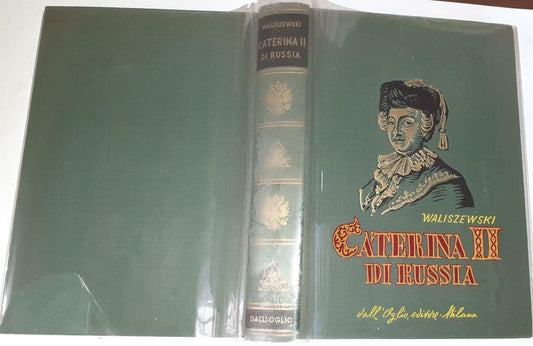 WALISZEWSKI
CATERINA II
DI RUSSIA
DALL'OGLIO
WALISZEWSKI
CATERINA II
DI RUSSIA
dall'Oglio, editore - Milano